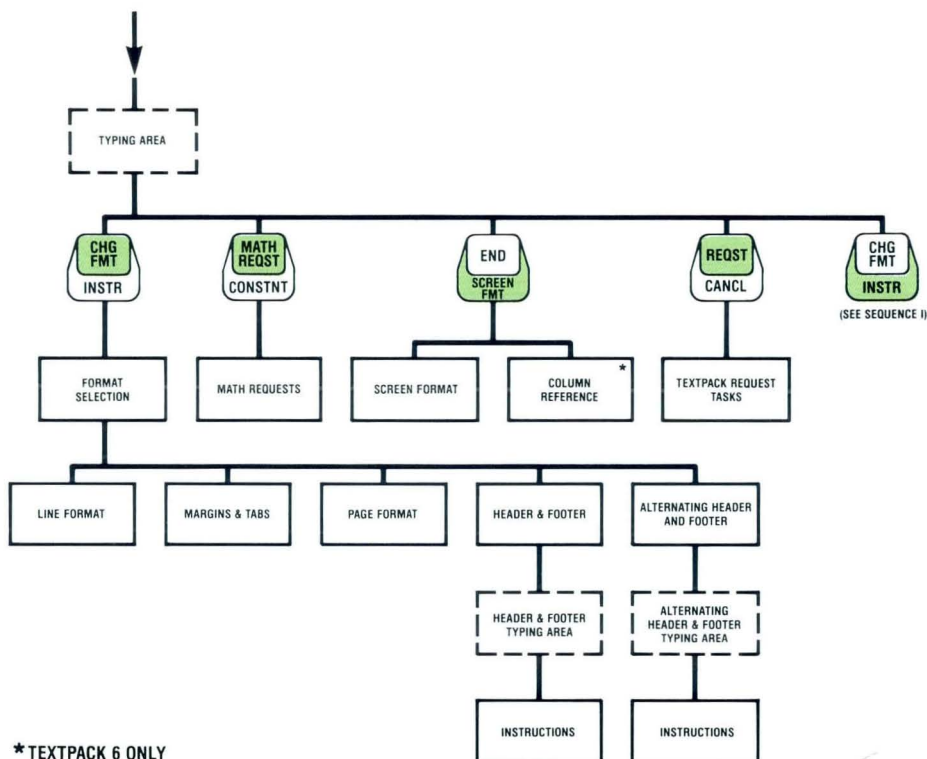 TYPING AREA
CHG
FMT
INSTR
MATH
REQST
CONSTNT
END
SCREEN
FMT
REQST
CANCL
CHG
FMT
INSTR
(SEE SEQUENCE I)
FORMAT
SELECTION
MATH REQUESTS
SCREEN FORMAT
*
COLUMN
REFERENCE
TEXTPACK REQUEST
TASKS
LINE FORMAT
MARGINS & TABS
PAGE FORMAT
HEADER & FOOTER
ALTERNATING HEADER
AND FOOTER
HEADER & FOOTER
TYPING AREA
ALTERNATING
HEADER & FOOTER
TYPING AREA
INSTRUCTIONS
INSTRUCTIONS
*TEXTPACK 6 ONLY